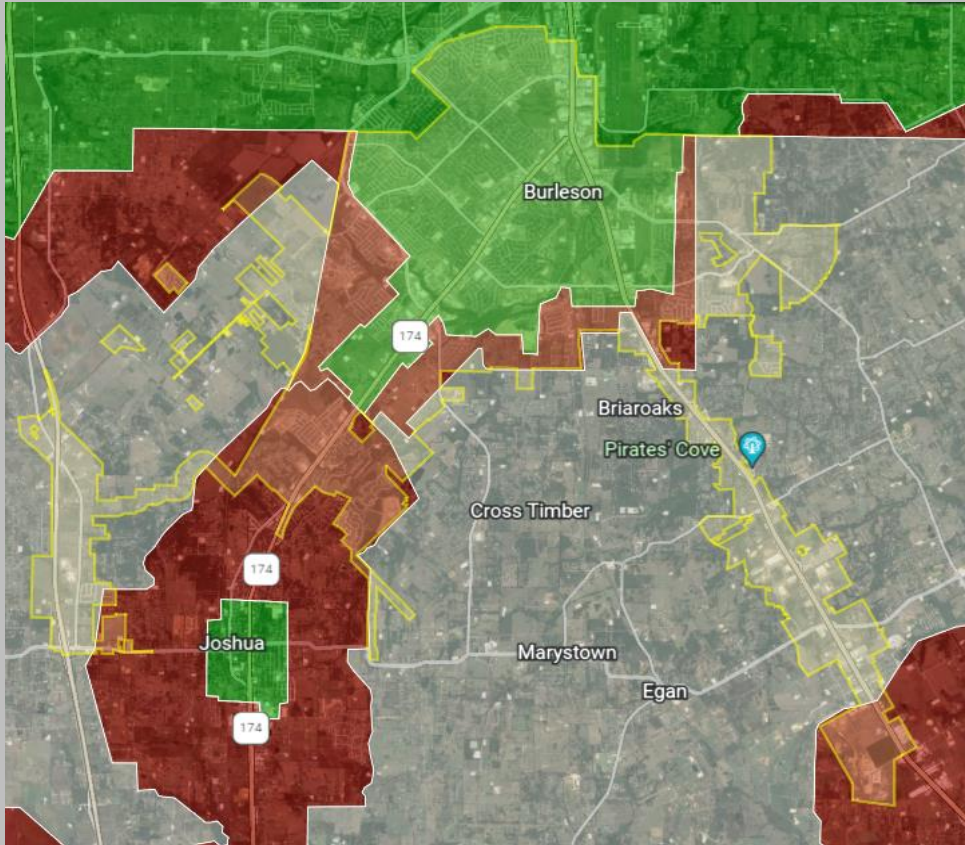 Burleson
174
Briaroaks
Pirates' Cove
Cross Timber
174
Joshua
Marystown
Egan
174